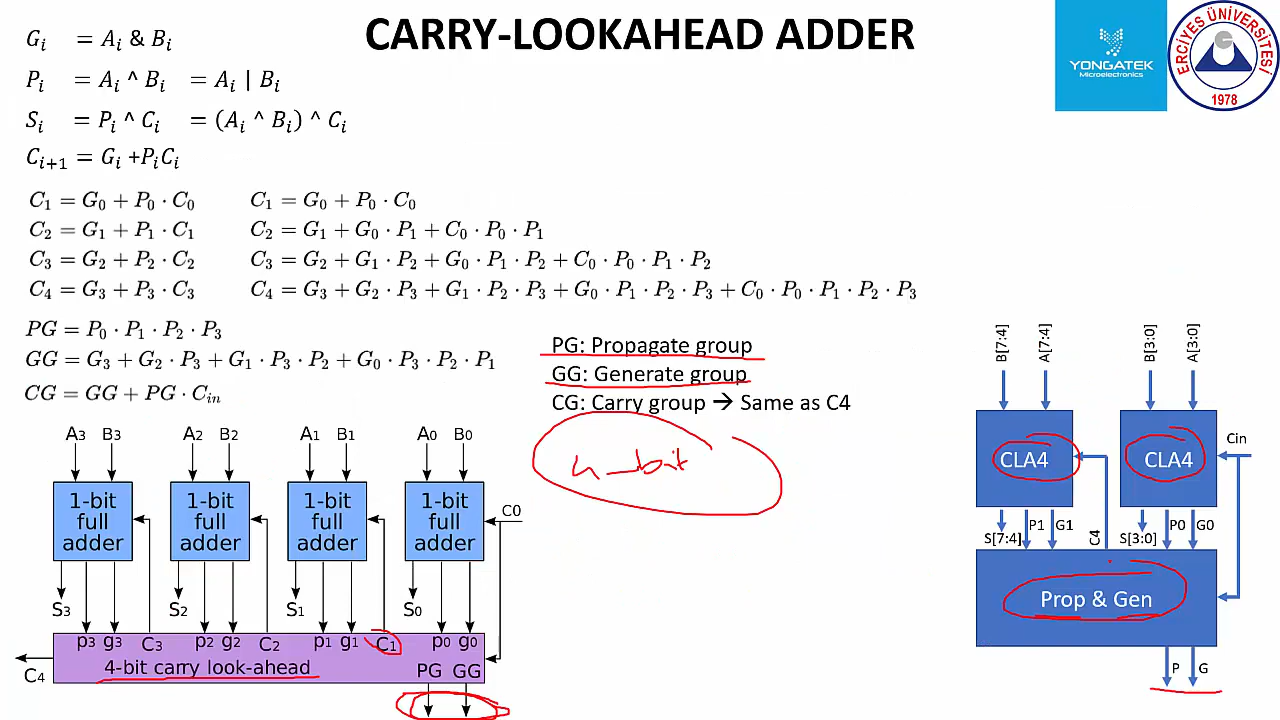 CARRY-LOOKAHEAD ADDER
YONGATEK
Microelectronics
ERCİYES ÜNİVERSİTESİ
1978
G_i = A_i & B_i
P_i = A_i ^ B_i = A_i | B_i
S_i = P_i ^ C_i = (A_i ^ B_i) ^ C_i
C_{i+1} = G_i +P_iC_i
C_1 = G_0 + P_0 · C_0 C_1 = G_0 + P_0 · C_0
C_2 = G_1 + P_1 · C_1 C_2 = G_1 + G_0 · P_1 + C_0 · P_0 · P_1
C_3 = G_2 + P_2 · C_2 C_3 = G_2 + G_1 · P_2 + G_0 · P_1 · P_2 + C_0 · P_0 · P_1 · P_2
C_4 = G_3 + P_3 · C_3 C_4 = G_3 + G_2 · P_3 + G_1 · P_2 · P_3 + G_0 · P_1 · P_2 · P_3 + C_0 · P_0 · P_1 · P_2 · P_3
PG = P_0 · P_1 · P_2 · P_3
GG = G_3 + G_2 · P_3 + G_1 · P_3 · P_2 + G_0 · P_3 · P_2 · P_1
CG = GG + PG · C_{in}
PG: Propagate group
GG: Generate group
CG: Carry group → Same as C4
4-bit
A3 B3 A2 B2 A1 B1 A0 B0
1-bit 1-bit 1-bit 1-bit
full full full full
adder adder adder adder
C0
S3 S2 S1 S0
p3 g3 C3 p2 g2 C2 p1 g1 C1 p0 g0
4-bit carry look-ahead PG GG
C4
B[7:4] A[7:4] B[3:0] A[3:0]
Cin
CLA4 CLA4
S[7:4] P1 G1 C4 S[3:0] P0 G0
Prop & Gen
P G